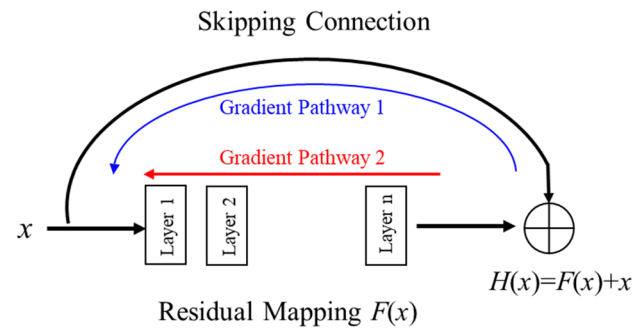 Skipping Connection
Gradient Pathway 1
Gradient Pathway 2
x
Layer 1
Layer 2
Layer n
H(x)=F(x)+x
Residual Mapping F(x)